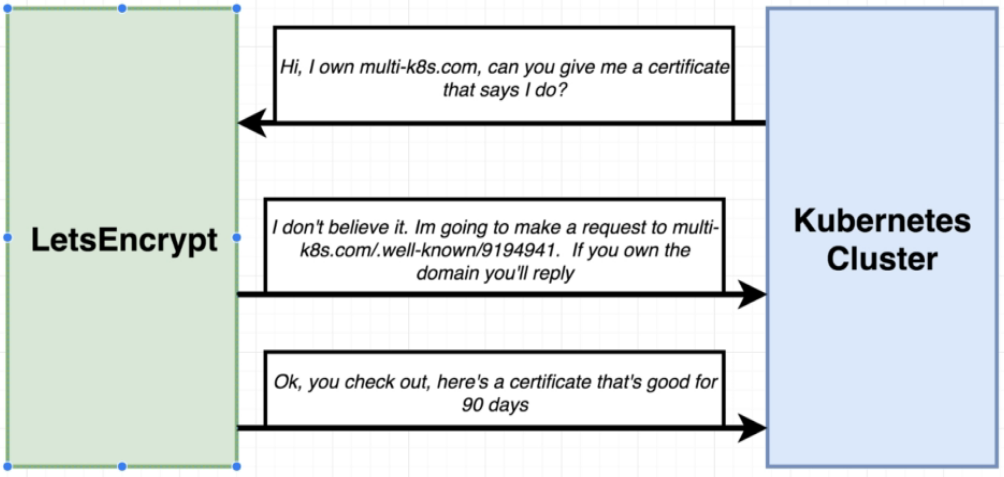 Hi, I own multi-k8s.com, can you give me a certificate
that says I do?
LetsEncrypt
I don't believe it. Im going to make a request to multi-
k8s.com/.well-known/9194941.  If you own the
domain you'll reply
Kubernetes
Cluster
Ok, you check out, here's a certificate that's good for
90 days